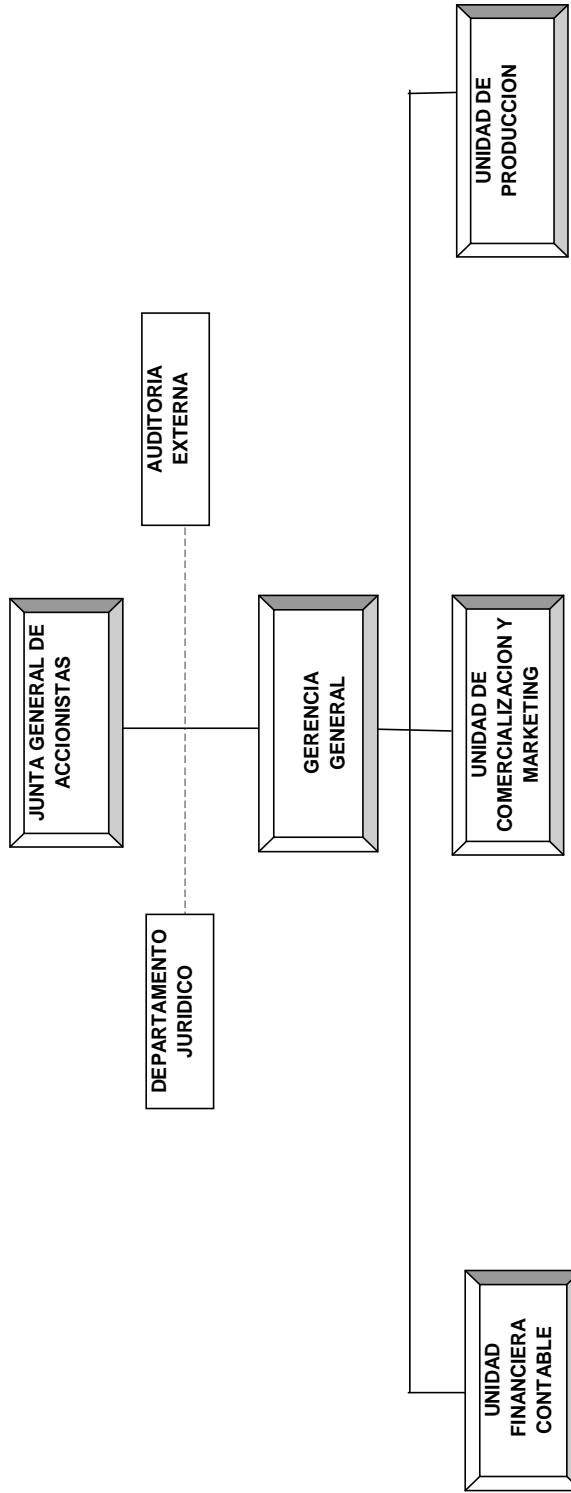 JUNTA GENERAL DE
ACCIONISTAS
DEPARTAMENTO
JURIDICO
AUDITORIA
EXTERNA
GERENCIA
GENERAL
UNIDAD
FINANCIERA
CONTABLE
UNIDAD DE
COMERCIALIZACION Y
MARKETING
UNIDAD DE
PRODUCCION